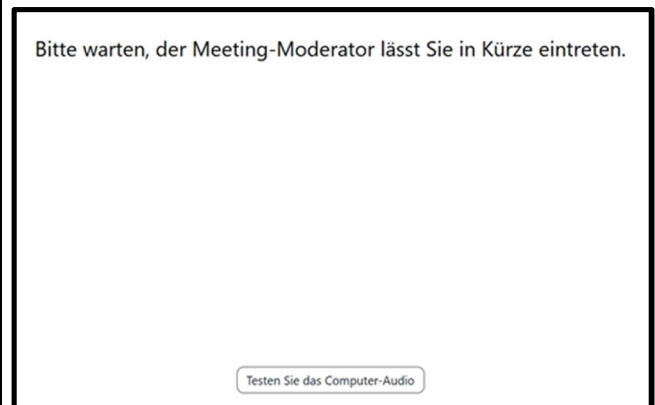 Bitte warten, der Meeting-Moderator lässt Sie in Kürze eintreten.
Testen Sie das Computer-Audio